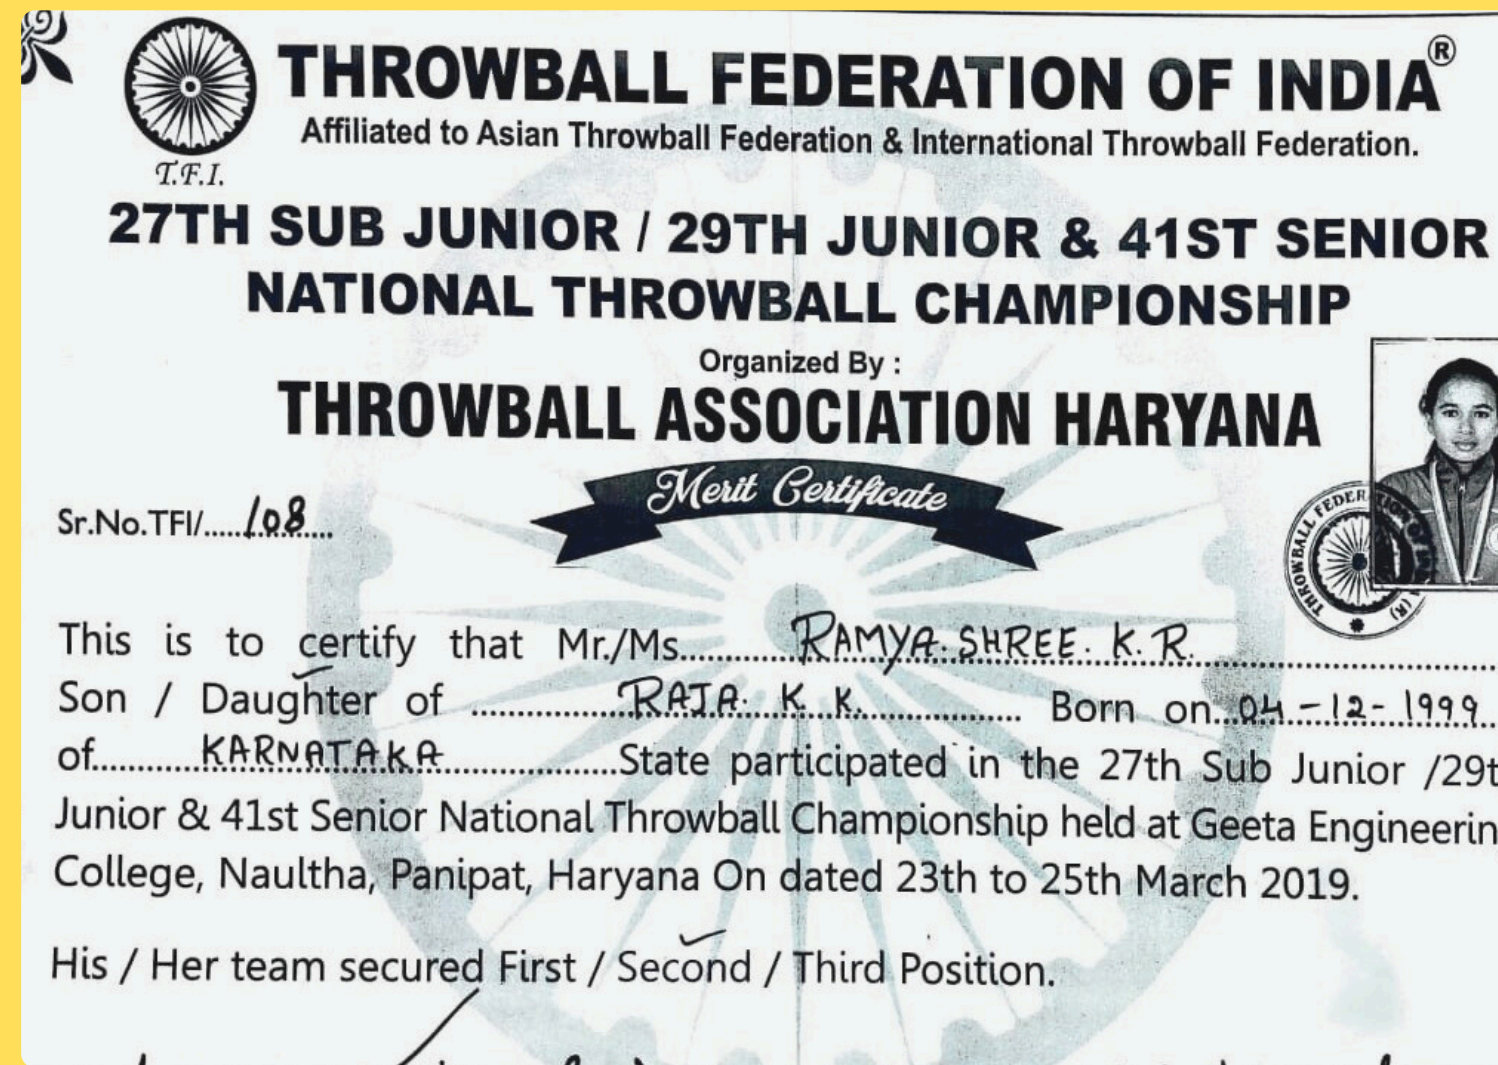 THROWBALL FEDERATION OF INDIA®
Affiliated to Asian Throwball Federation & International Throwball Federation.
T.F.I.
27TH SUB JUNIOR / 29TH JUNIOR & 41ST SENIOR
NATIONAL THROWBALL CHAMPIONSHIP
Organized By :
THROWBALL ASSOCIATION HARYANA
Merit Certificate
Sr.No.TFI/.....108....
THROWBALL FEDERATION OF (R)
This is to certify that Mr./Ms............RAMYA. SHREE. K. R.
Son / Daughter of ................RAJA. K. K................. Born on...04-12-1999..
of...........KARNATAKA..................State participated in the 27th Sub Junior /29t
Junior & 41st Senior National Throwball Championship held at Geeta Engineerin
College, Naultha, Panipat, Haryana On dated 23th to 25th March 2019.
His / Her team secured First / Second / Third Position.